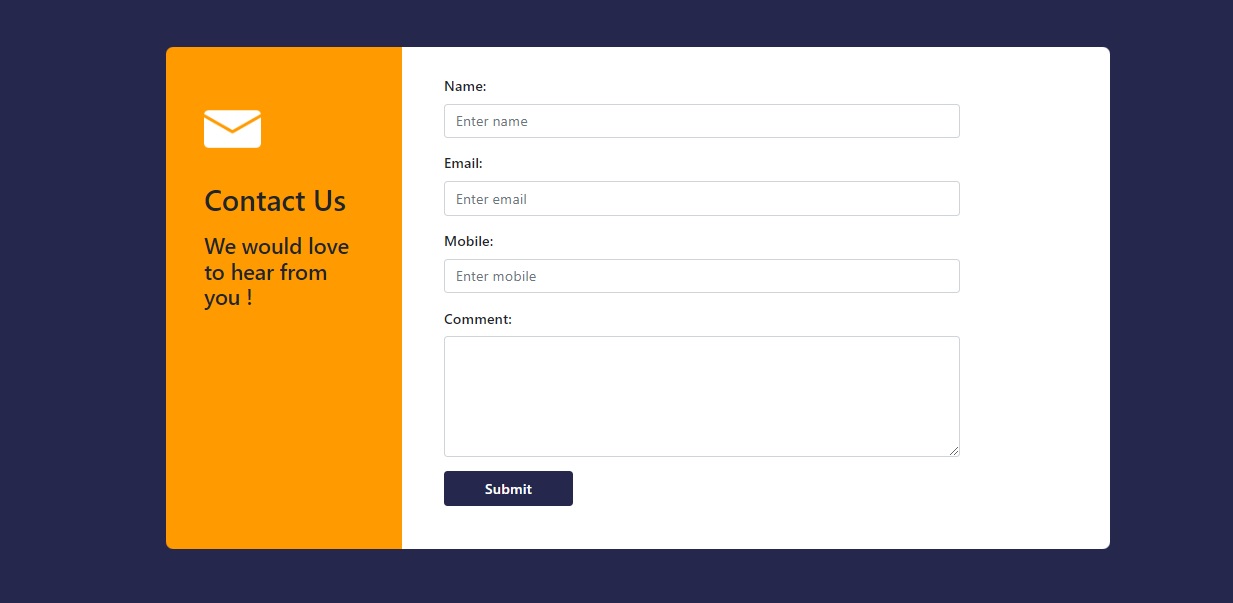 Contact Us
We would love
to hear from
you !
Name:
Enter name
Email:
Enter email
Mobile:
Enter mobile
Comment:
Submit